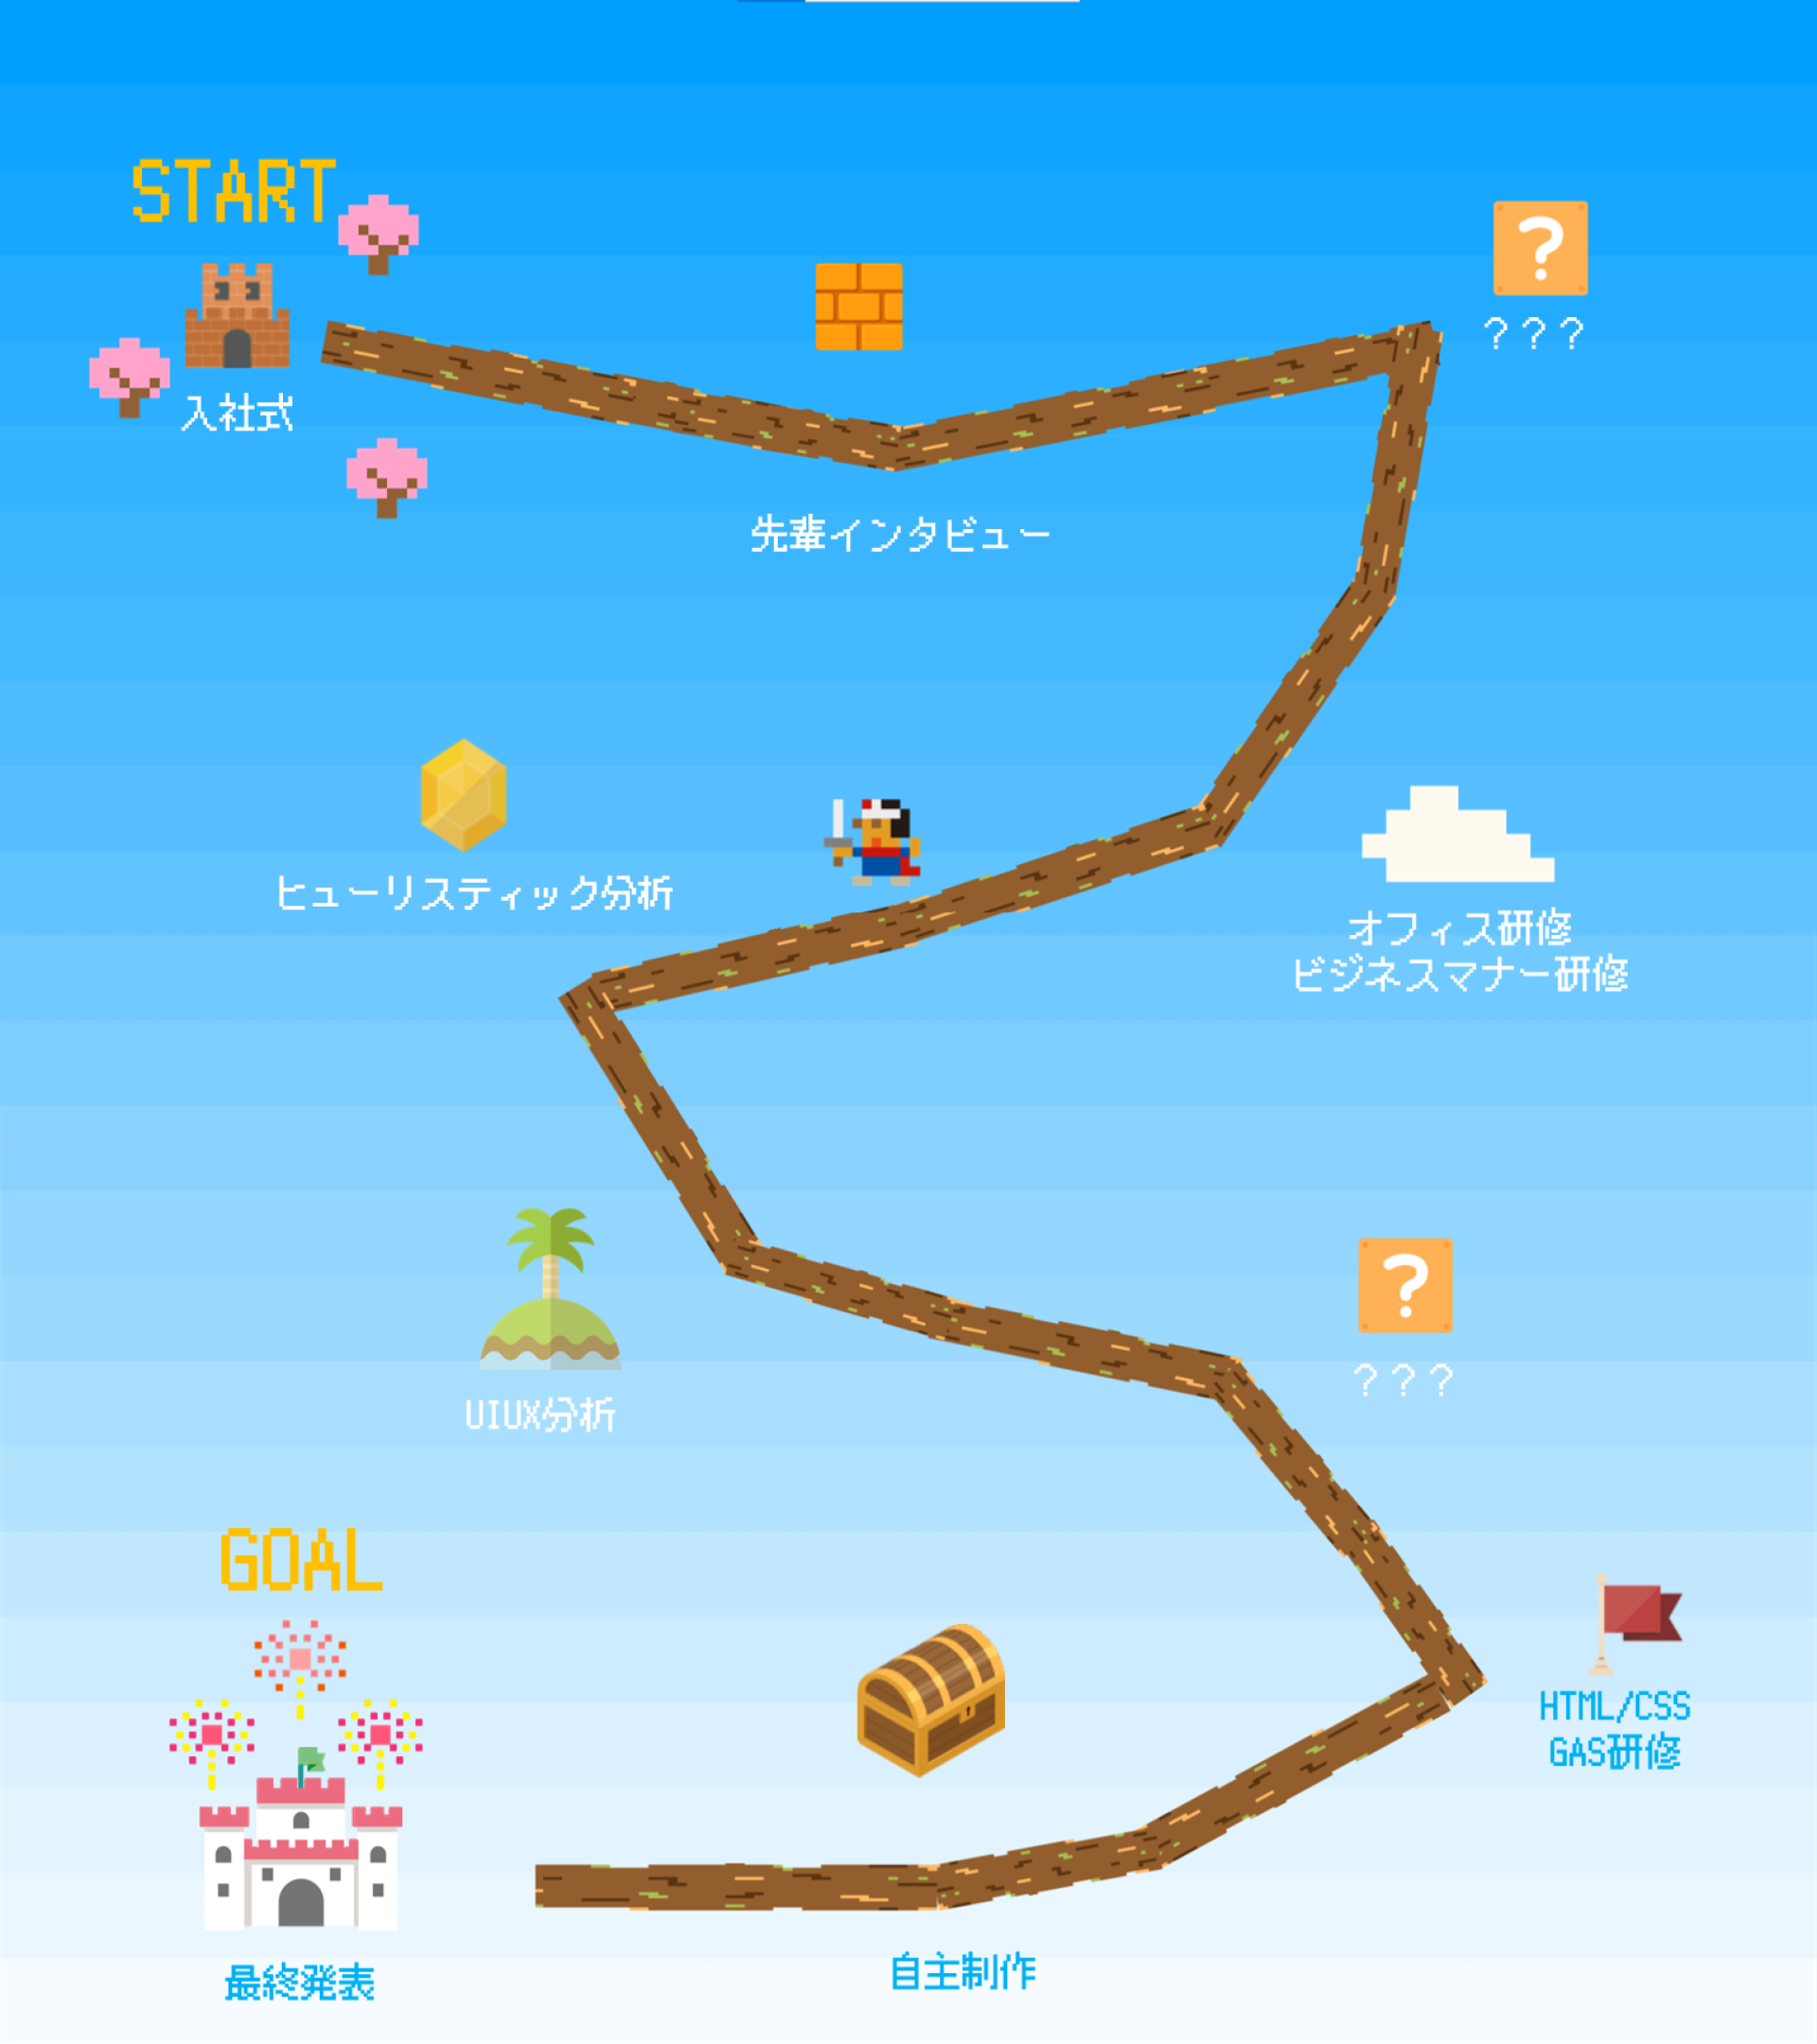 START
入社式
?
???
先輩インタビュー
オフィス研修
ビジネスマナー研修
ヒューリスティック分析
UIUX分析
?
???
HTML/CSS
GAS研修
自主制作
GOAL
最終発表